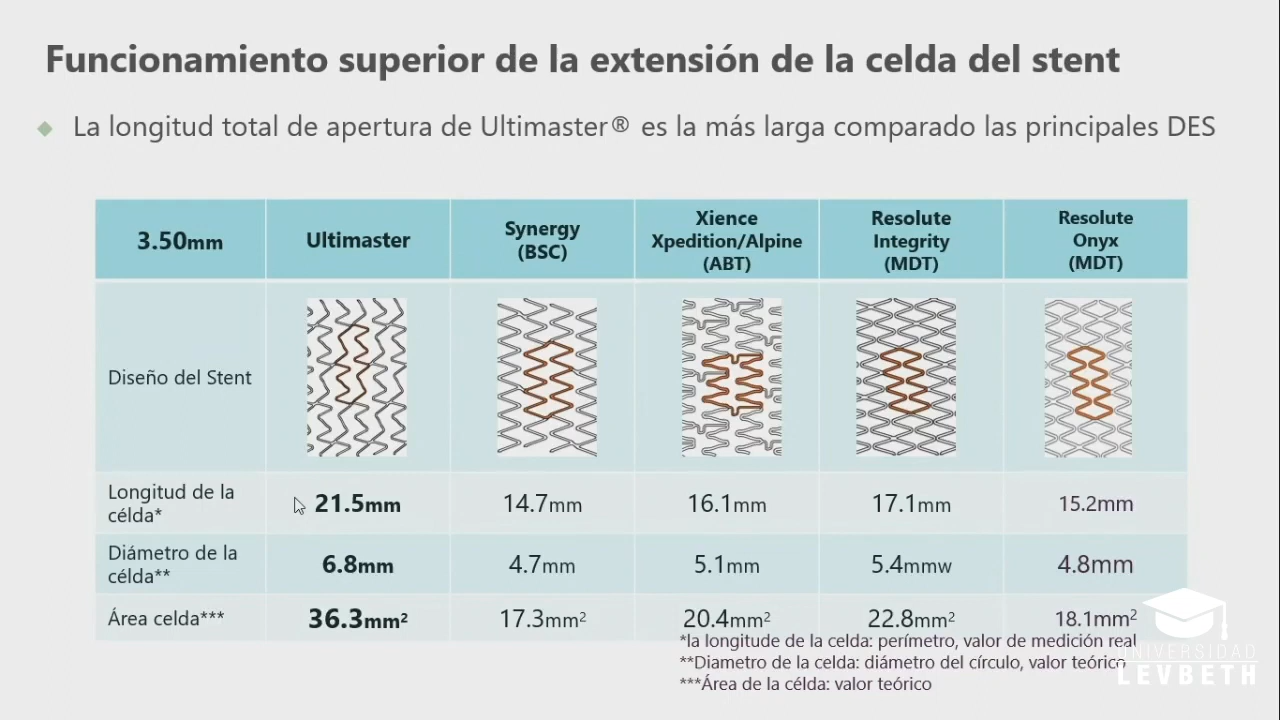 Funcionamiento superior de la extensión de la celda del stent
La longitud total de apertura de Ultimaster® es la más larga comparado las principales DES
3.50mm
Ultimaster
Synergy
(BSC)
Xience
Xpedition/Alpine
(ABT)
Resolute
Integrity
(MDT)
Resolute
Onyx
(MDT)
Diseño del Stent
Longitud de la
célda*
21.5mm
14.7mm
16.1mm
17.1mm
15.2mm
Diámetro de la
célda**
6.8mm
4.7mm
5.1mm
5.4mmw
4.8mm
Área celda***
36.3mm²
17.3mm²
20.4mm²
22.8mm²
18.1mm²
*la longitude de la celda: perímetro, valor de medición real
**Diametro de la celda: diámetro del círculo, valor teórico
***Área de la célda: valor teórico
UNIVERSIDAD
LEVBETH